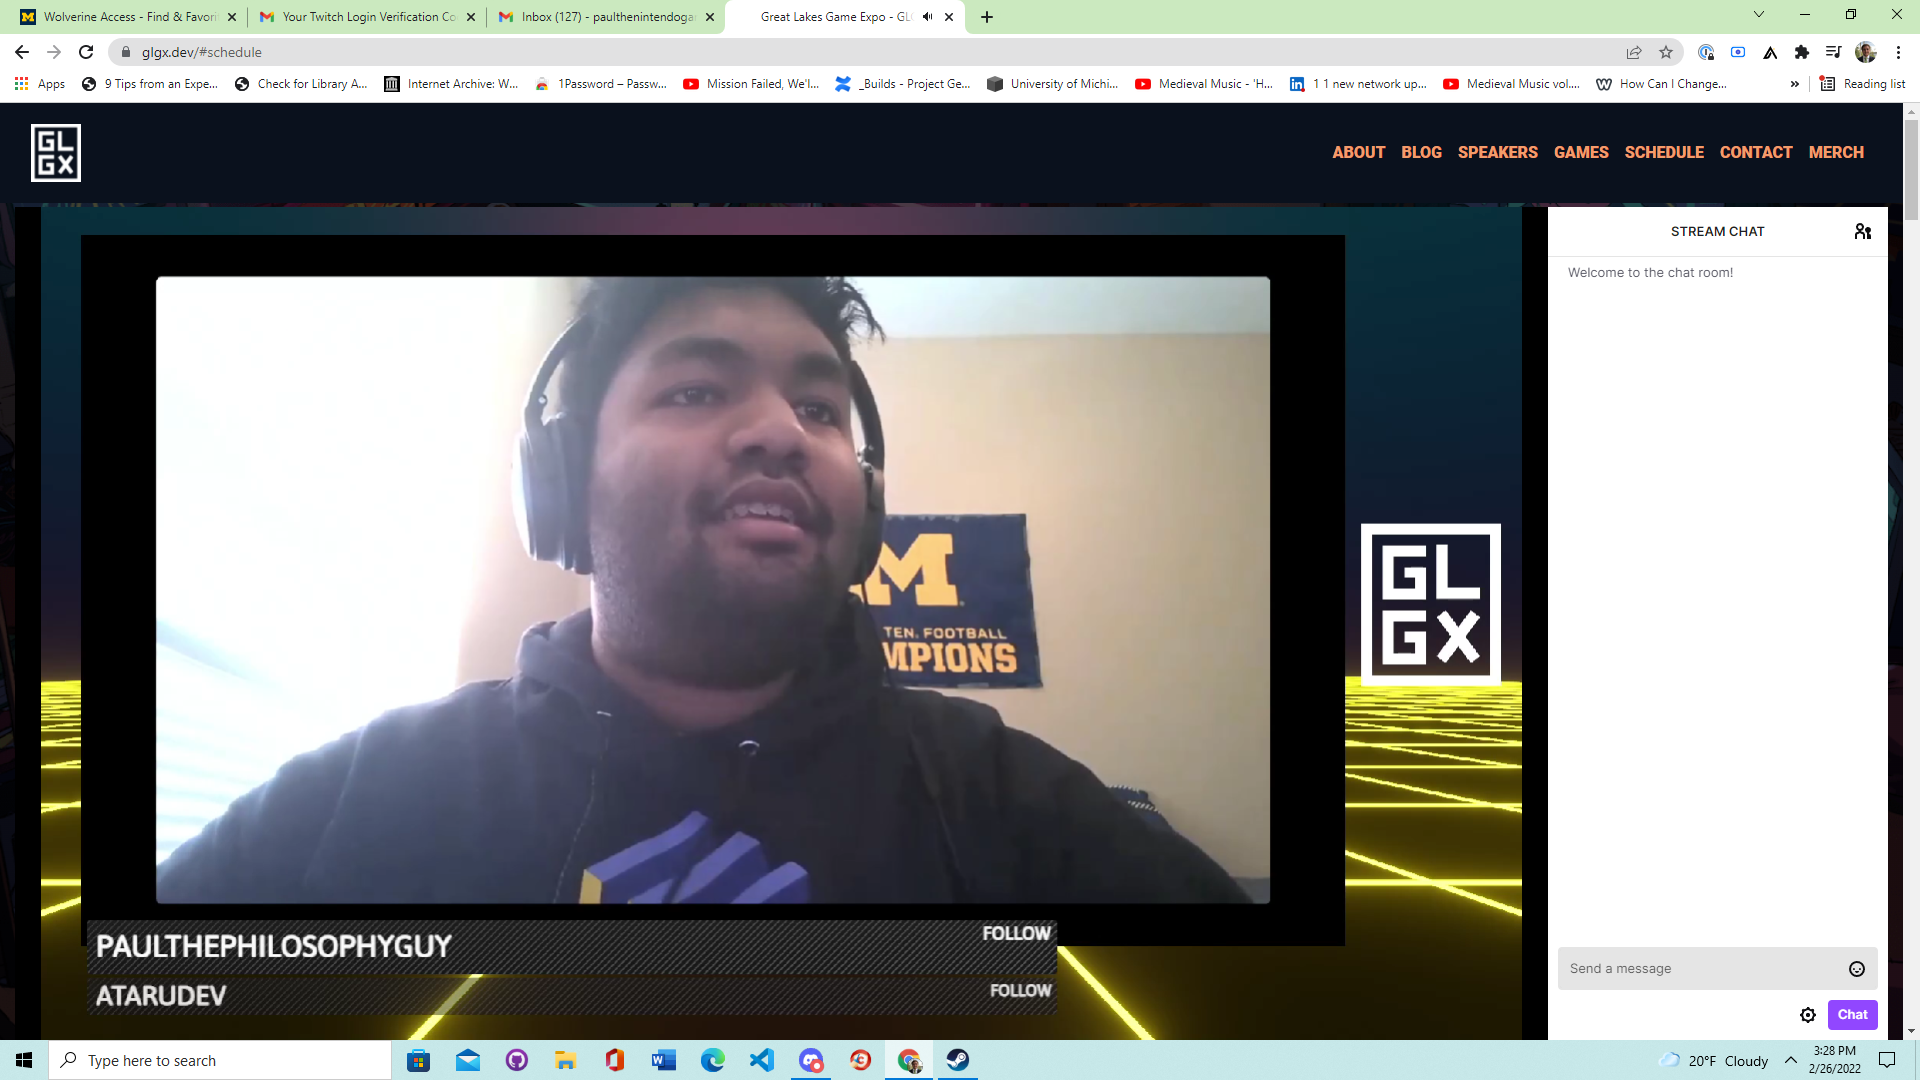 Wolverine Access - Find & Favori
Your Twitch Login Verification Co
Inbox (127) - paulthenintendoga
Great Lakes Game Expo - GL
glgx.dev/#schedule
Apps
9 Tips from an Expe...
Check for Library A...
Internet Archive: W...
1Password – Passw...
Mission Failed, We'l...
_Builds - Project Ge...
University of Michi...
Medieval Music - 'H...
1 1 new network up...
Medieval Music vol....
How Can I Change...
»
Reading list
GL
GX
ABOUT BLOG SPEAKERS GAMES SCHEDULE CONTACT MERCH
STREAM CHAT
Welcome to the chat room!
M
TEN. FOOTBALL
MPIONS
GL
GX
PAULTHEPHILOSOPHYGUY
FOLLOW
ATARUDEV
FOLLOW
Send a message
Chat
Type here to search
20°F Cloudy
3:28 PM
2/26/2022